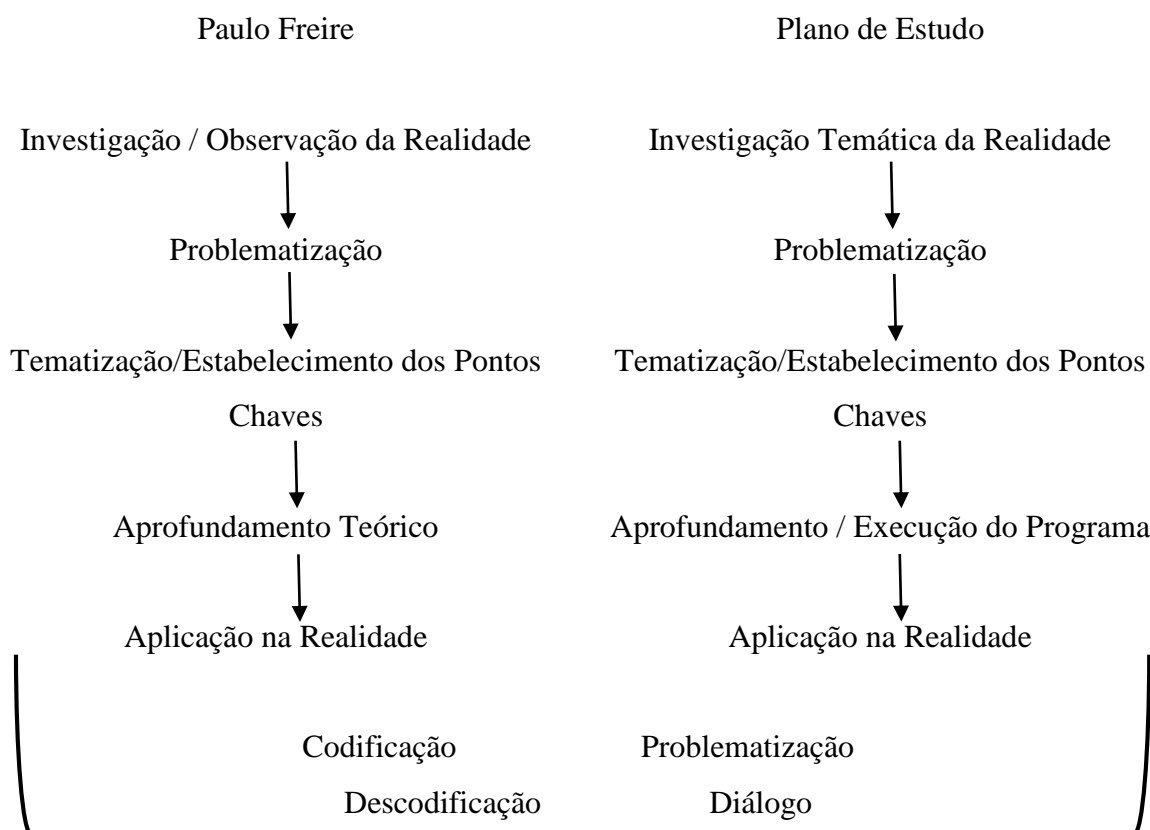 Paulo Freire
Plano de Estudo
Investigação / Observação da Realidade
Investigação Temática da Realidade
Problematização
Problematização
Tematização/Estabelecimento dos Pontos
Tematização/Estabelecimento dos Pontos
Chaves
Chaves
Aprofundamento Teórico
Aprofundamento / Execução do Programa
Aplicação na Realidade
Aplicação na Realidade
Codificação
Problematização
Descodificação
Diálogo